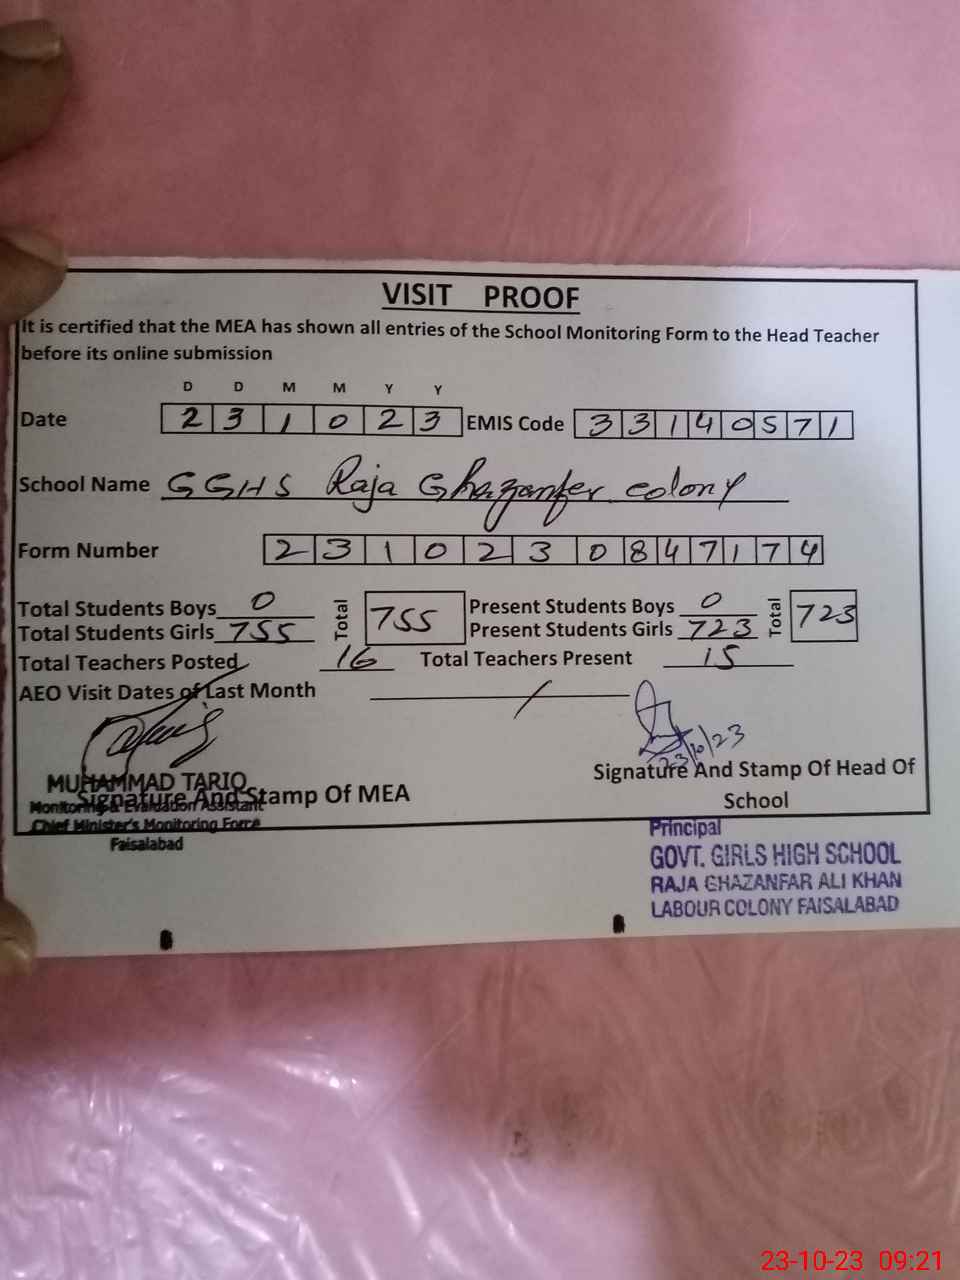 VISIT PROOF
It is certified that the MEA has shown all entries of the School Monitoring Form to the Head Teacher
before its online submission
D D M M Y Y
Date 2 3 1 0 2 3 EMIS Code 3 3 1 4 0 5 7 1
School Name GGHS Raja Ghazanfer colony
Form Number 2 3 1 0 2 3 0 8 4 7 1 7 4
Total Students Boys 0 Total 755 Present Students Boys 0 Total 723
Total Students Girls 755 Present Students Girls 723
Total Teachers Posted 16 Total Teachers Present 15
AEO Visit Dates of Last Month /
23/10/23
MUHAMMAD TARIQ
Signature And Stamp Of MEA Signature And Stamp Of Head Of
School
Monitoring & Evaluation Assistant
Chief Minister's Monitoring Force
Faisalabad
Principal
GOVT. GIRLS HIGH SCHOOL
RAJA GHAZANFAR ALI KHAN
LABOUR COLONY FAISALABAD
23-10-23 09:21